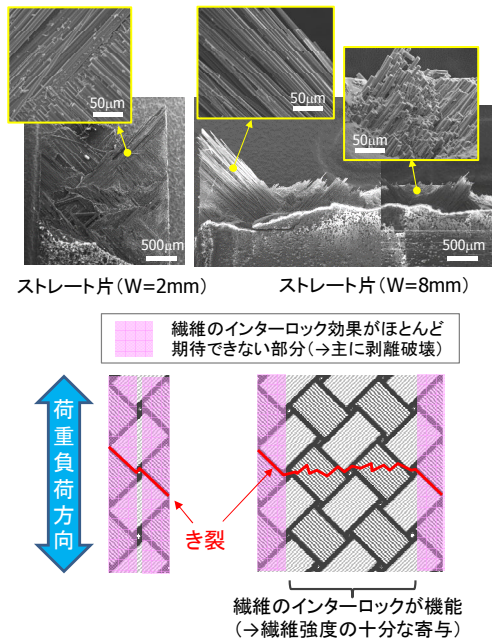 50μm
50μm
50μm
500μm
500μm
ストレート片(W=2mm)
ストレート片(W=8mm)
繊維のインターロック効果がほとんど
期待できない部分(→主に剥離破壊)
荷重負荷方向
き裂
繊維のインターロックが機能
(→繊維強度の十分な寄与)